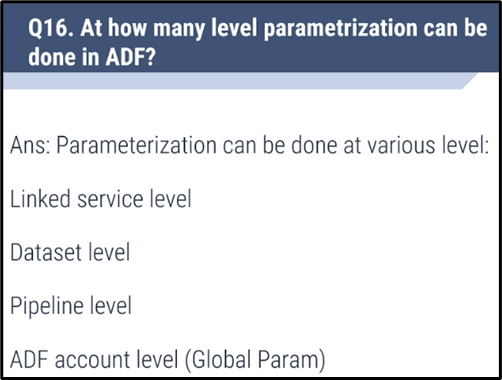 Q16. At how many level parametrization can be
done in ADF?
Ans: Parameterization can be done at various level:
Linked service level
Dataset level
Pipeline level
ADF account level (Global Param)